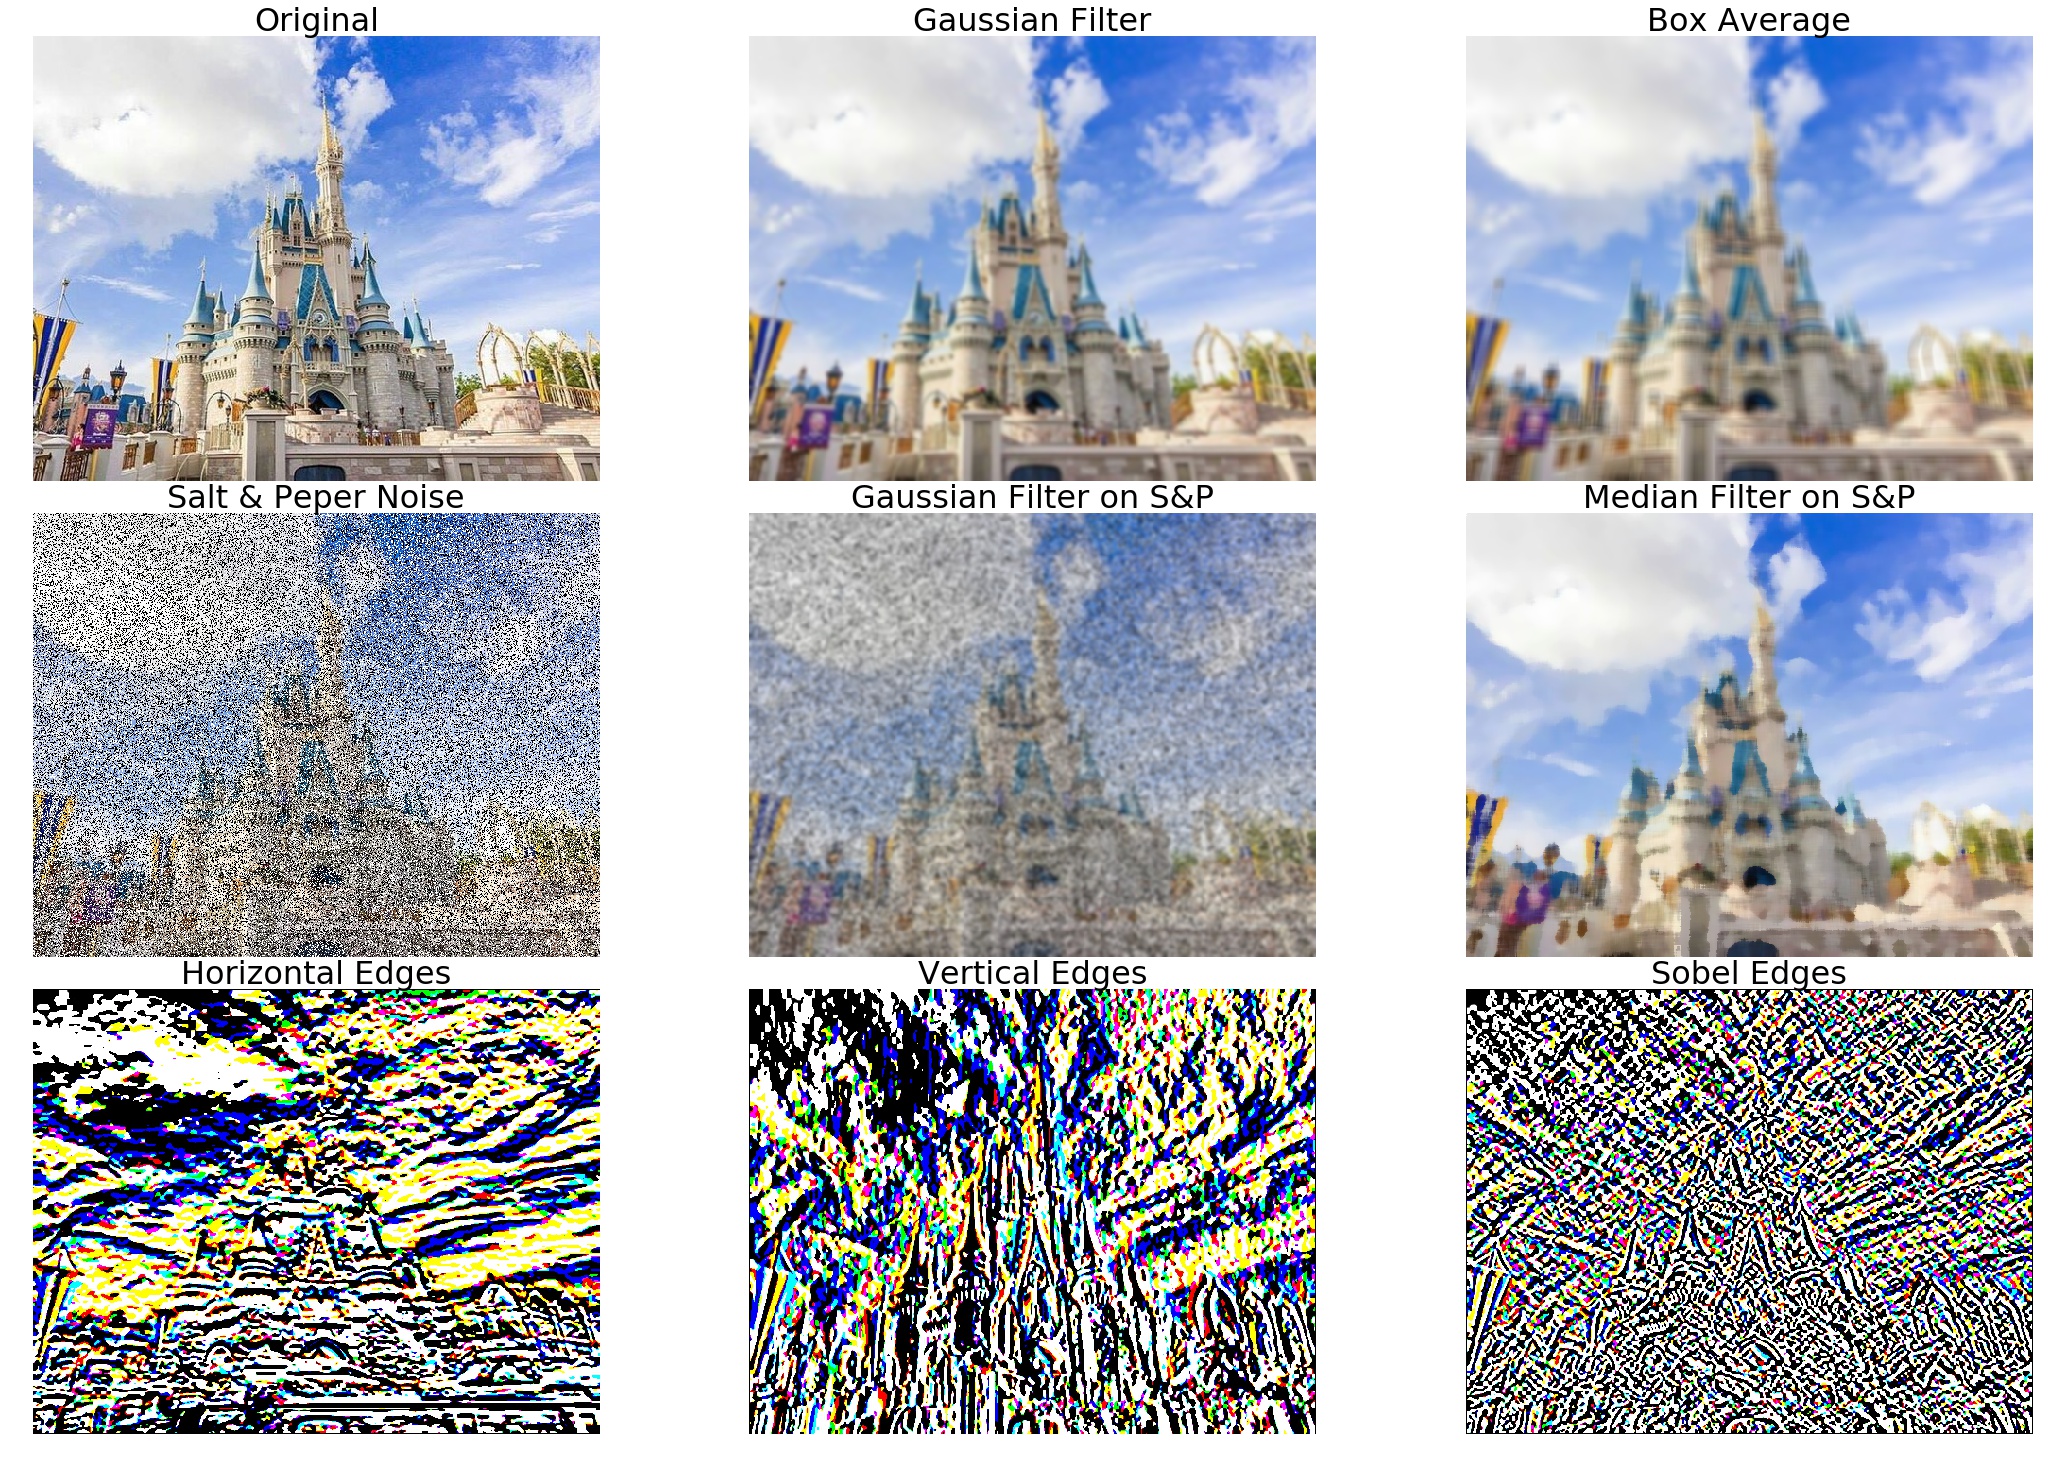 Original
Gaussian Filter
Box Average
Salt & Peper Noise
Gaussian Filter on S&P
Median Filter on S&P
Horizontal Edges
Vertical Edges
Sobel Edges